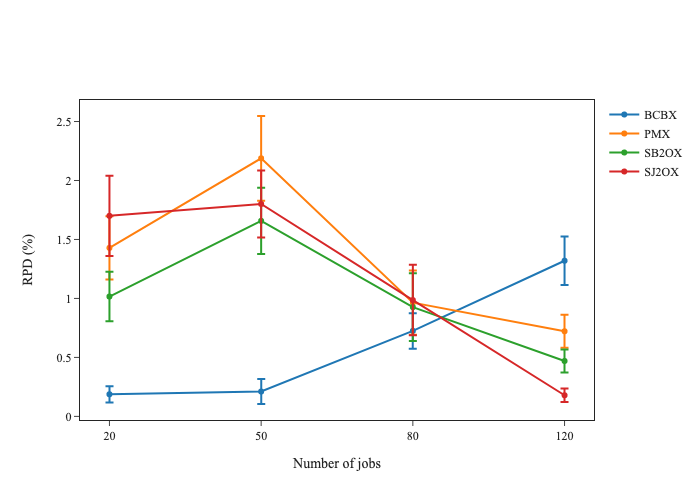 BCBX
PMX
SB2OX
SJ2OX
2.5
2
1.5
1
0.5
0
RPD (%)
20 50 80 120
Number of jobs